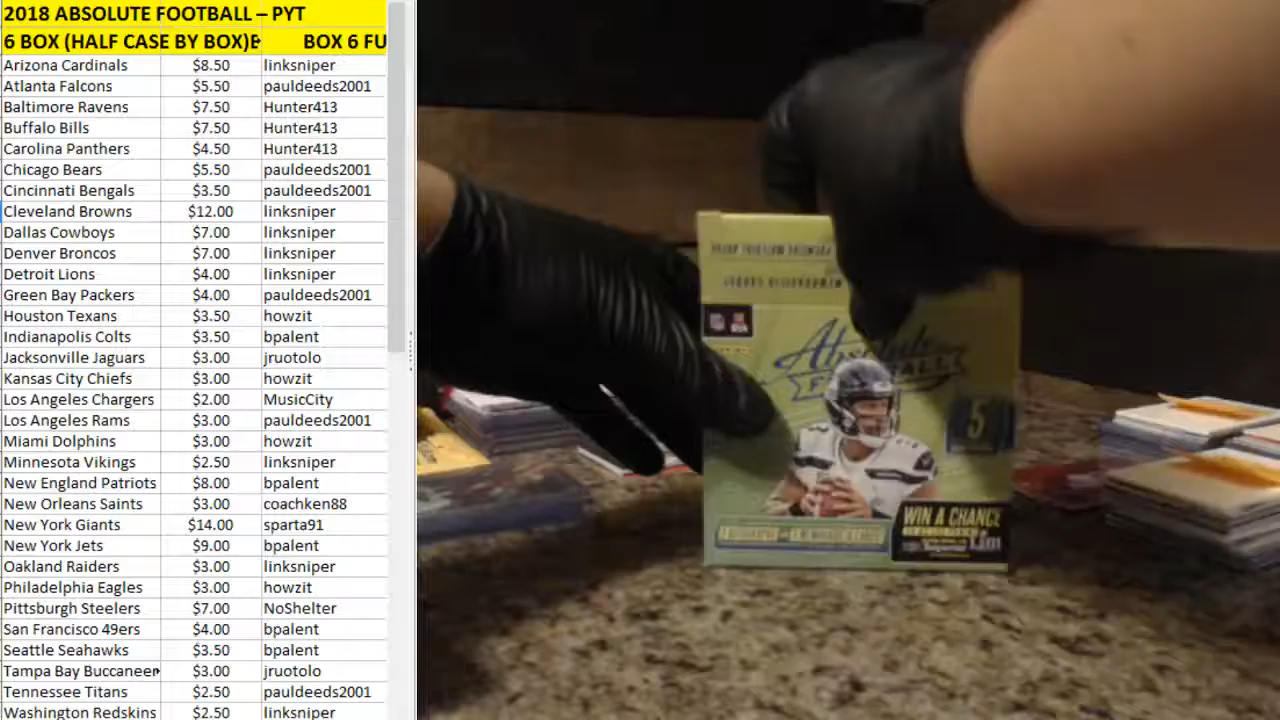 2018 ABSOLUTE FOOTBALL – PYT
6 BOX (HALF CASE BY BOX)B BOX 6 FU
Arizona Cardinals $8.50 linksniper
Atlanta Falcons $5.50 pauldeeds2001
Baltimore Ravens $7.50 Hunter413
Buffalo Bills $7.50 Hunter413
Carolina Panthers $4.50 Hunter413
Chicago Bears $5.50 pauldeeds2001
Cincinnati Bengals $3.50 pauldeeds2001
Cleveland Browns $12.00 linksniper
Dallas Cowboys $7.00 linksniper
Denver Broncos $7.00 linksniper
Detroit Lions $4.00 linksniper
Green Bay Packers $4.00 pauldeeds2001
Houston Texans $3.50 howzit
Indianapolis Colts $3.50 bpalent
Jacksonville Jaguars $3.00 jruotolo
Kansas City Chiefs $3.00 howzit
Los Angeles Chargers $2.00 MusicCity
Los Angeles Rams $3.00 pauldeeds2001
Miami Dolphins $3.00 howzit
Minnesota Vikings $2.50 linksniper
New England Patriots $8.00 bpalent
New Orleans Saints $3.00 coachken88
New York Giants $14.00 sparta91
New York Jets $9.00 bpalent
Oakland Raiders $3.00 linksniper
Philadelphia Eagles $3.00 howzit
Pittsburgh Steelers $7.00 NoShelter
San Francisco 49ers $4.00 bpalent
Seattle Seahawks $3.50 bpalent
Tampa Bay Buccaneer $3.00 jruotolo
Tennessee Titans $2.50 pauldeeds2001
Washington Redskins $2.50 linksniper
Absolute
FOOTBALL
5
WIN A CHANCE